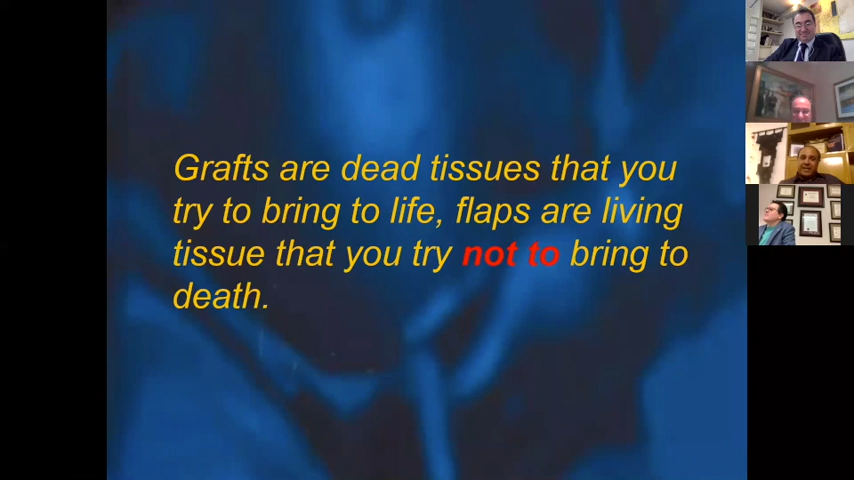 Grafts are dead tissues that you
try to bring to life, flaps are living
tissue that you try not to bring to
death.